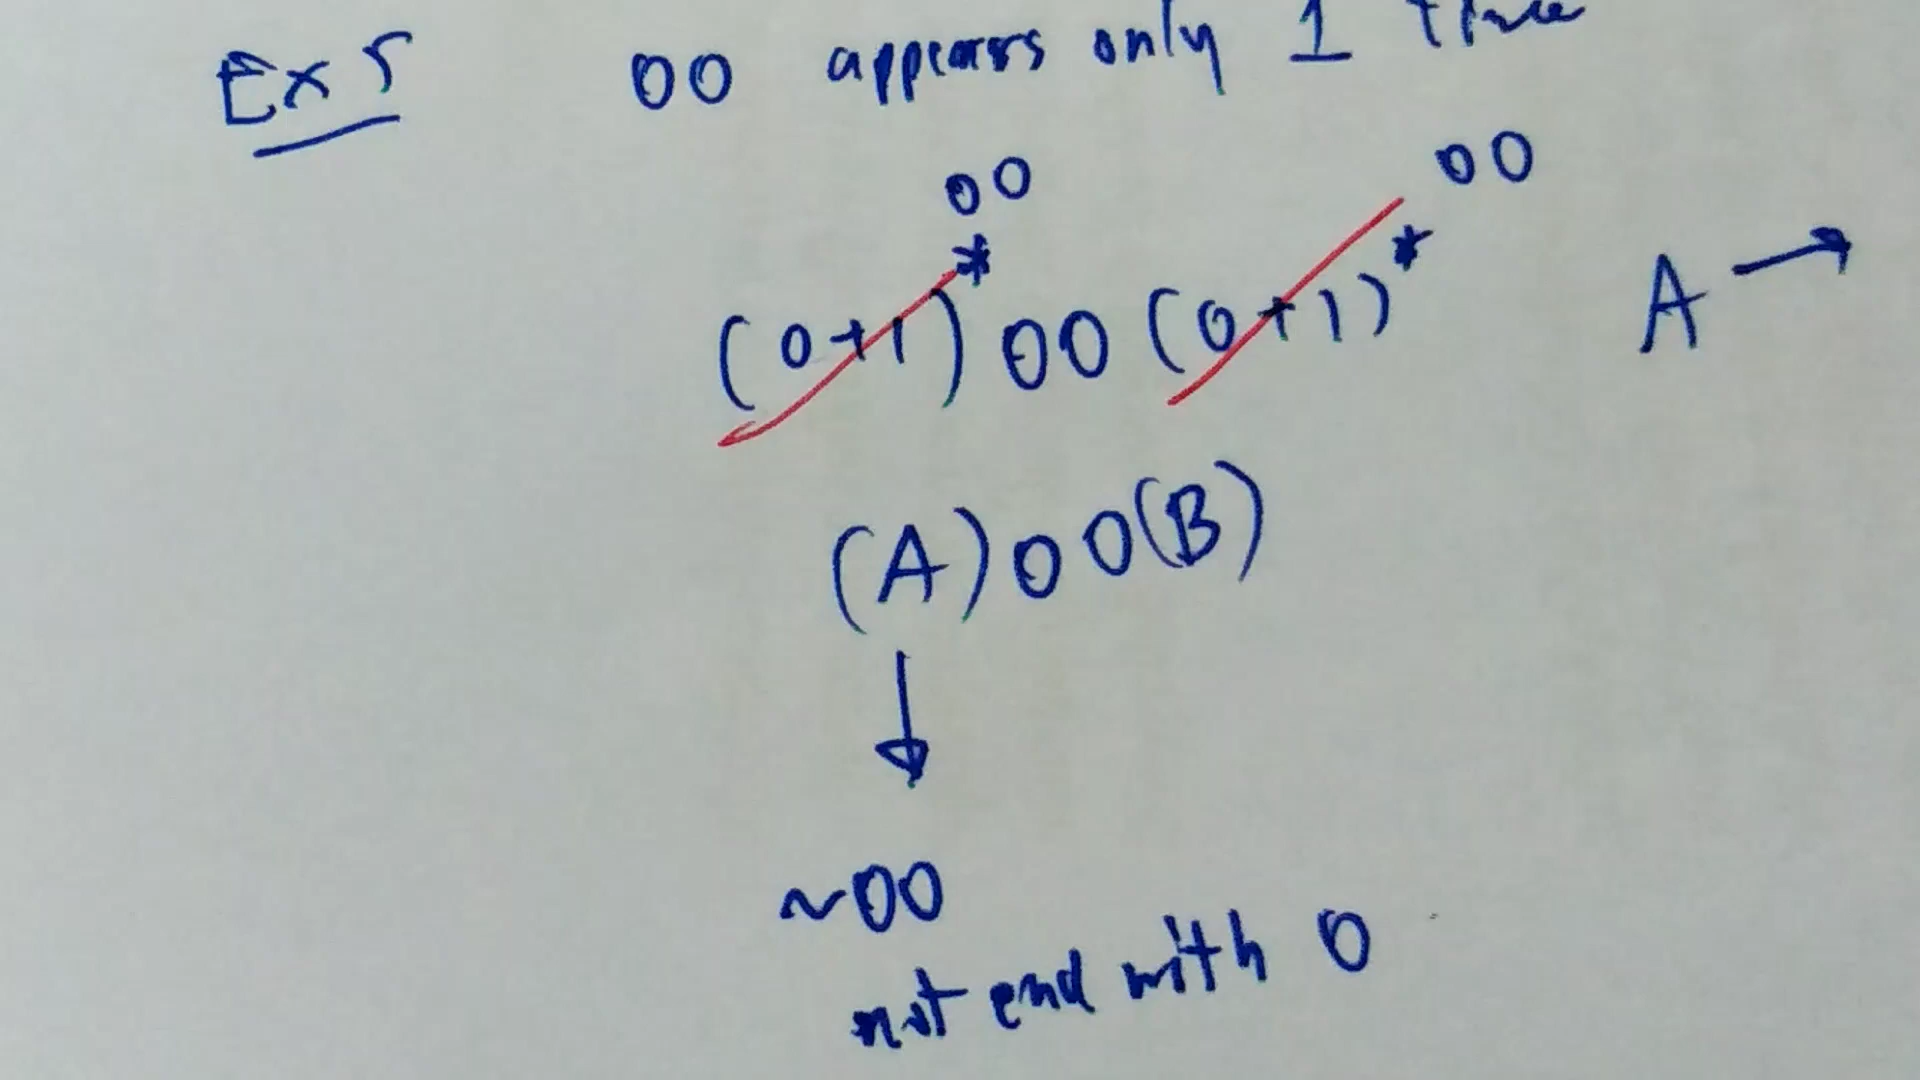 Ex 5 00 appears only 1 time
00 00
(0+1)* 00 (0+1)* A →
(A) 00 (B)
↓
~00
not end with 0